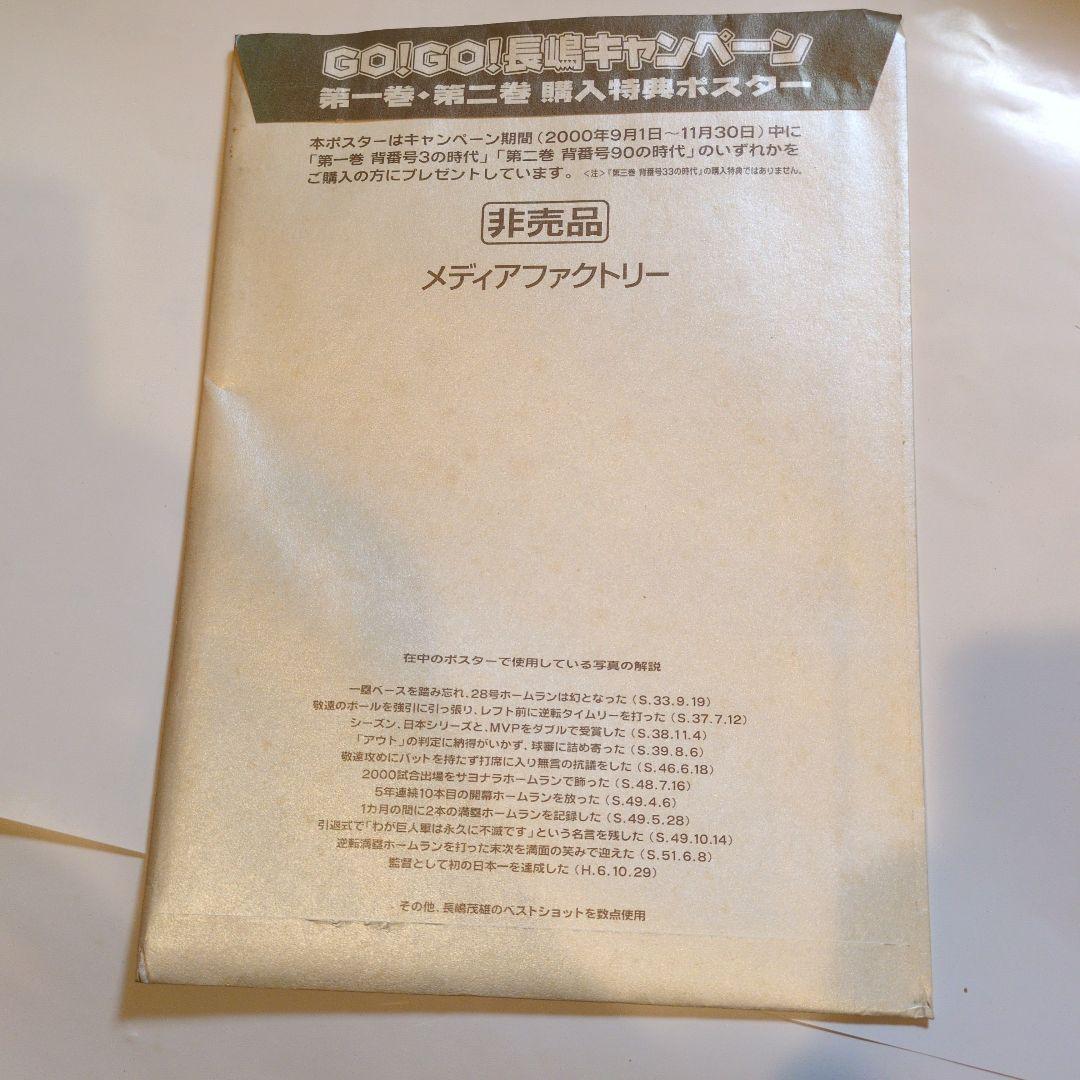 GO!GO!長嶋キャンペーン
第一巻・第二巻 購入特典ポスター
本ポスターはキャンペーン期間(2000年9月1日〜11月30日)中に
「第一巻 背番号3の時代」「第二巻 背番号90の時代」のいずれかを
ご購入の方にプレゼントしています。<注>『第三巻 背番号33の時代』の購入特典ではありません。
非売品
メディアファクトリー
在中のポスターで使用している写真の解説
一塁ベースを踏み忘れ、28号ホームランは幻となった(S.33.9.19)
敬遠のボールを強引に引っ張り、レフト前に逆転タイムリーを打った(S.37.7.12)
シーズン、日本シリーズと、MVPをダブルで受賞した(S.38.11.4)
「アウト」の判定に納得がいかず、球審に詰め寄った(S.39.8.6)
敬遠攻めにバットを持たず打席に入り無言の抗議をした(S.46.6.18)
2000試合出場をサヨナラホームランで飾った(S.48.7.16)
5年連続10本目の開幕ホームランを放った(S.49.4.6)
1カ月の間に2本の満塁ホームランを記録した(S.49.5.28)
引退式で「わが巨人軍は永久に不滅です」という名言を残した(S.49.10.14)
逆転満塁ホームランを打った末次を満面の笑みで迎えた(S.51.6.8)
監督として初の日本一を達成した(H.6.10.29)
その他、長嶋茂雄のベストショットを数点使用